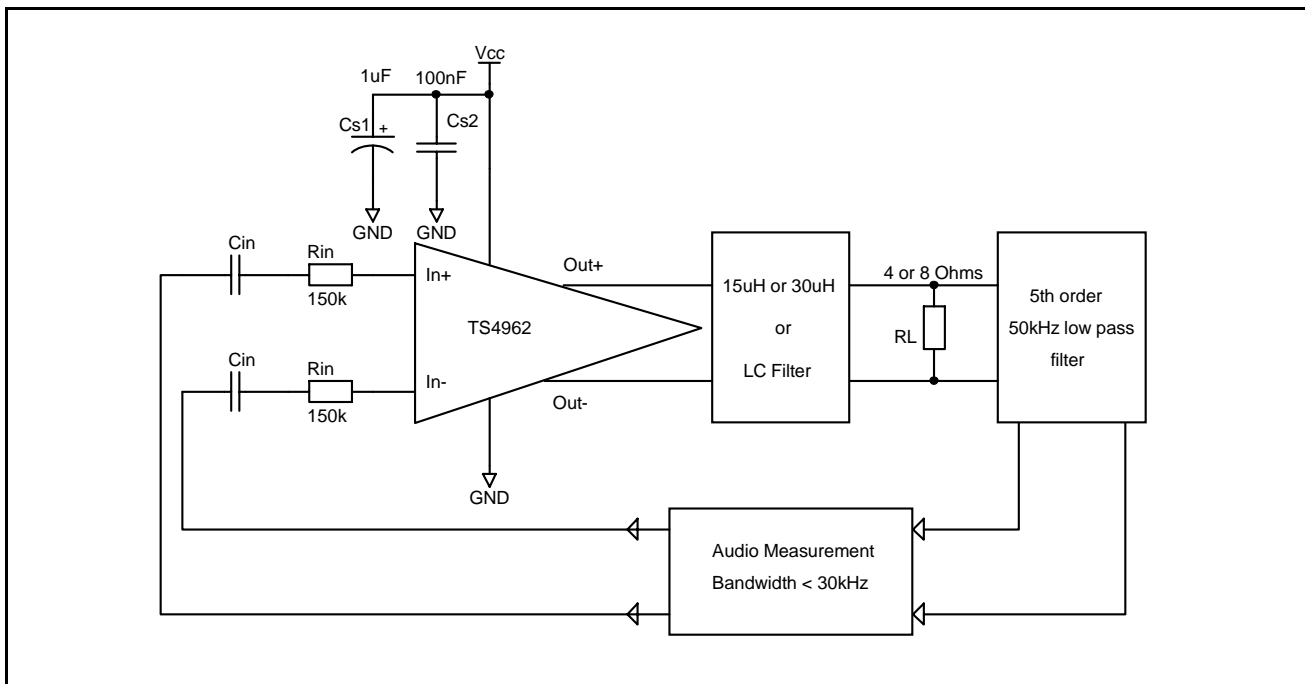 Vcc
1uF
100nF
Cs1
+
Cs2
GND
GND
Cin
Rin
150k
In+
Out+
15uH or 30uH
or
LC Filter
4 or 8 Ohms
RL
5th order
50kHz low pass
filter
TS4962
Cin
Rin
150k
In-
Out-
GND
Audio Measurement
Bandwidth < 30kHz